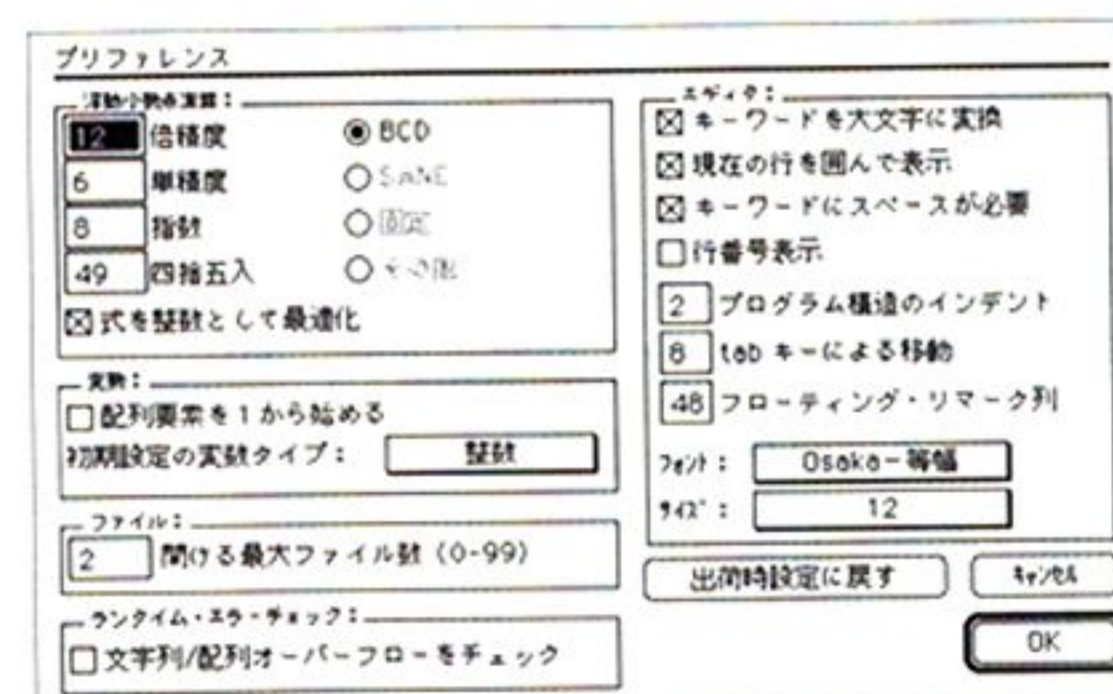 プリファレンス
浮動小数点演算:
12 倍精度
6 単精度
8 指数
49 四捨五入
BCD
SANE
固定
その他
式を整数として最適化
変数:
配列要素を1から始める
初期設定の変数タイプ: 整数
ファイル:
2 開ける最大ファイル数 (0-99)
ランタイム・エラーチェック:
文字列/配列オーバーフローをチェック
エディタ:
キーワードを大文字に変換
現在の行を囲んで表示
キーワードにスペースが必要
行番号表示
2 プログラム構造のインデント
8 tab キーによる移動
48 フローティング・リマーク列
フォント: Osaka-等幅
サイズ: 12
出荷時設定に戻す
キャンセル
OK